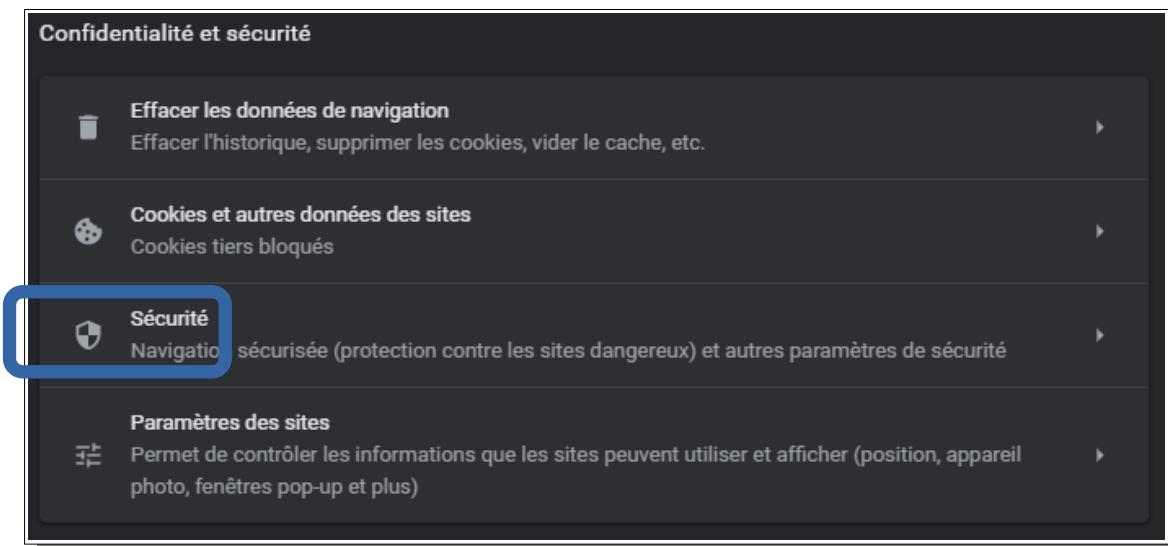 Confidentialité et sécurité
Effacer les données de navigation
Effacer l'historique, supprimer les cookies, vider le cache, etc.
Cookies et autres données des sites
Cookies tiers bloqués
Sécurité
Navigation sécurisée (protection contre les sites dangereux) et autres paramètres de sécurité
Paramètres des sites
Permet de contrôler les informations que les sites peuvent utiliser et afficher (position, appareil
photo, fenêtres pop-up et plus)